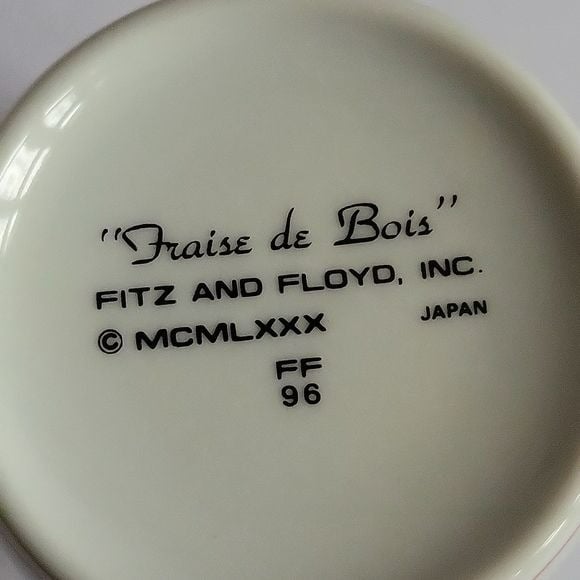 "Fraise de Bois"
FITZ AND FLOYD, INC.
© MCMLXXX JAPAN
FF
96